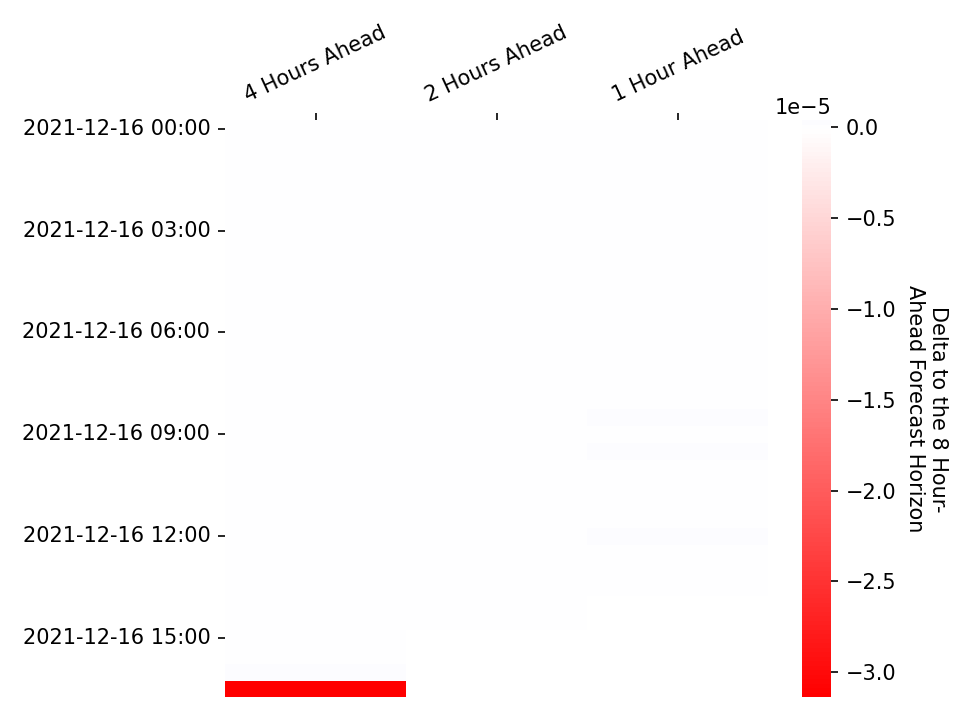 4 Hours Ahead
2 Hours Ahead
1 Hour Ahead
2021-12-16 00:00
2021-12-16 03:00
2021-12-16 06:00
2021-12-16 09:00
2021-12-16 12:00
2021-12-16 15:00
1e−5
0.0
−0.5
−1.0
−1.5
−2.0
−2.5
−3.0
Delta to the 8 Hour-
Ahead Forecast Horizon